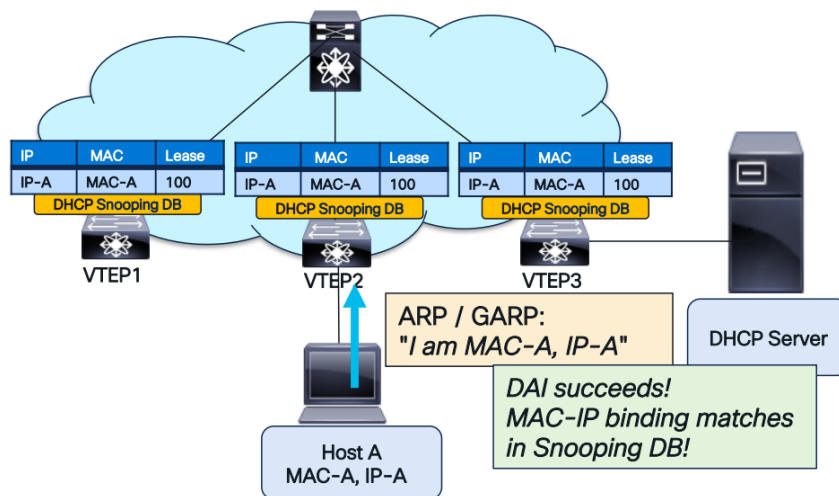 IP MAC Lease
IP-A MAC-A 100
DHCP Snooping DB
VTEP1
IP MAC Lease
IP-A MAC-A 100
DHCP Snooping DB
VTEP2
IP MAC Lease
IP-A MAC-A 100
DHCP Snooping DB
VTEP3
ARP / GARP:
"I am MAC-A, IP-A"
DHCP Server
DAI succeeds!
MAC-IP binding matches
in Snooping DB!
Host A
MAC-A, IP-A